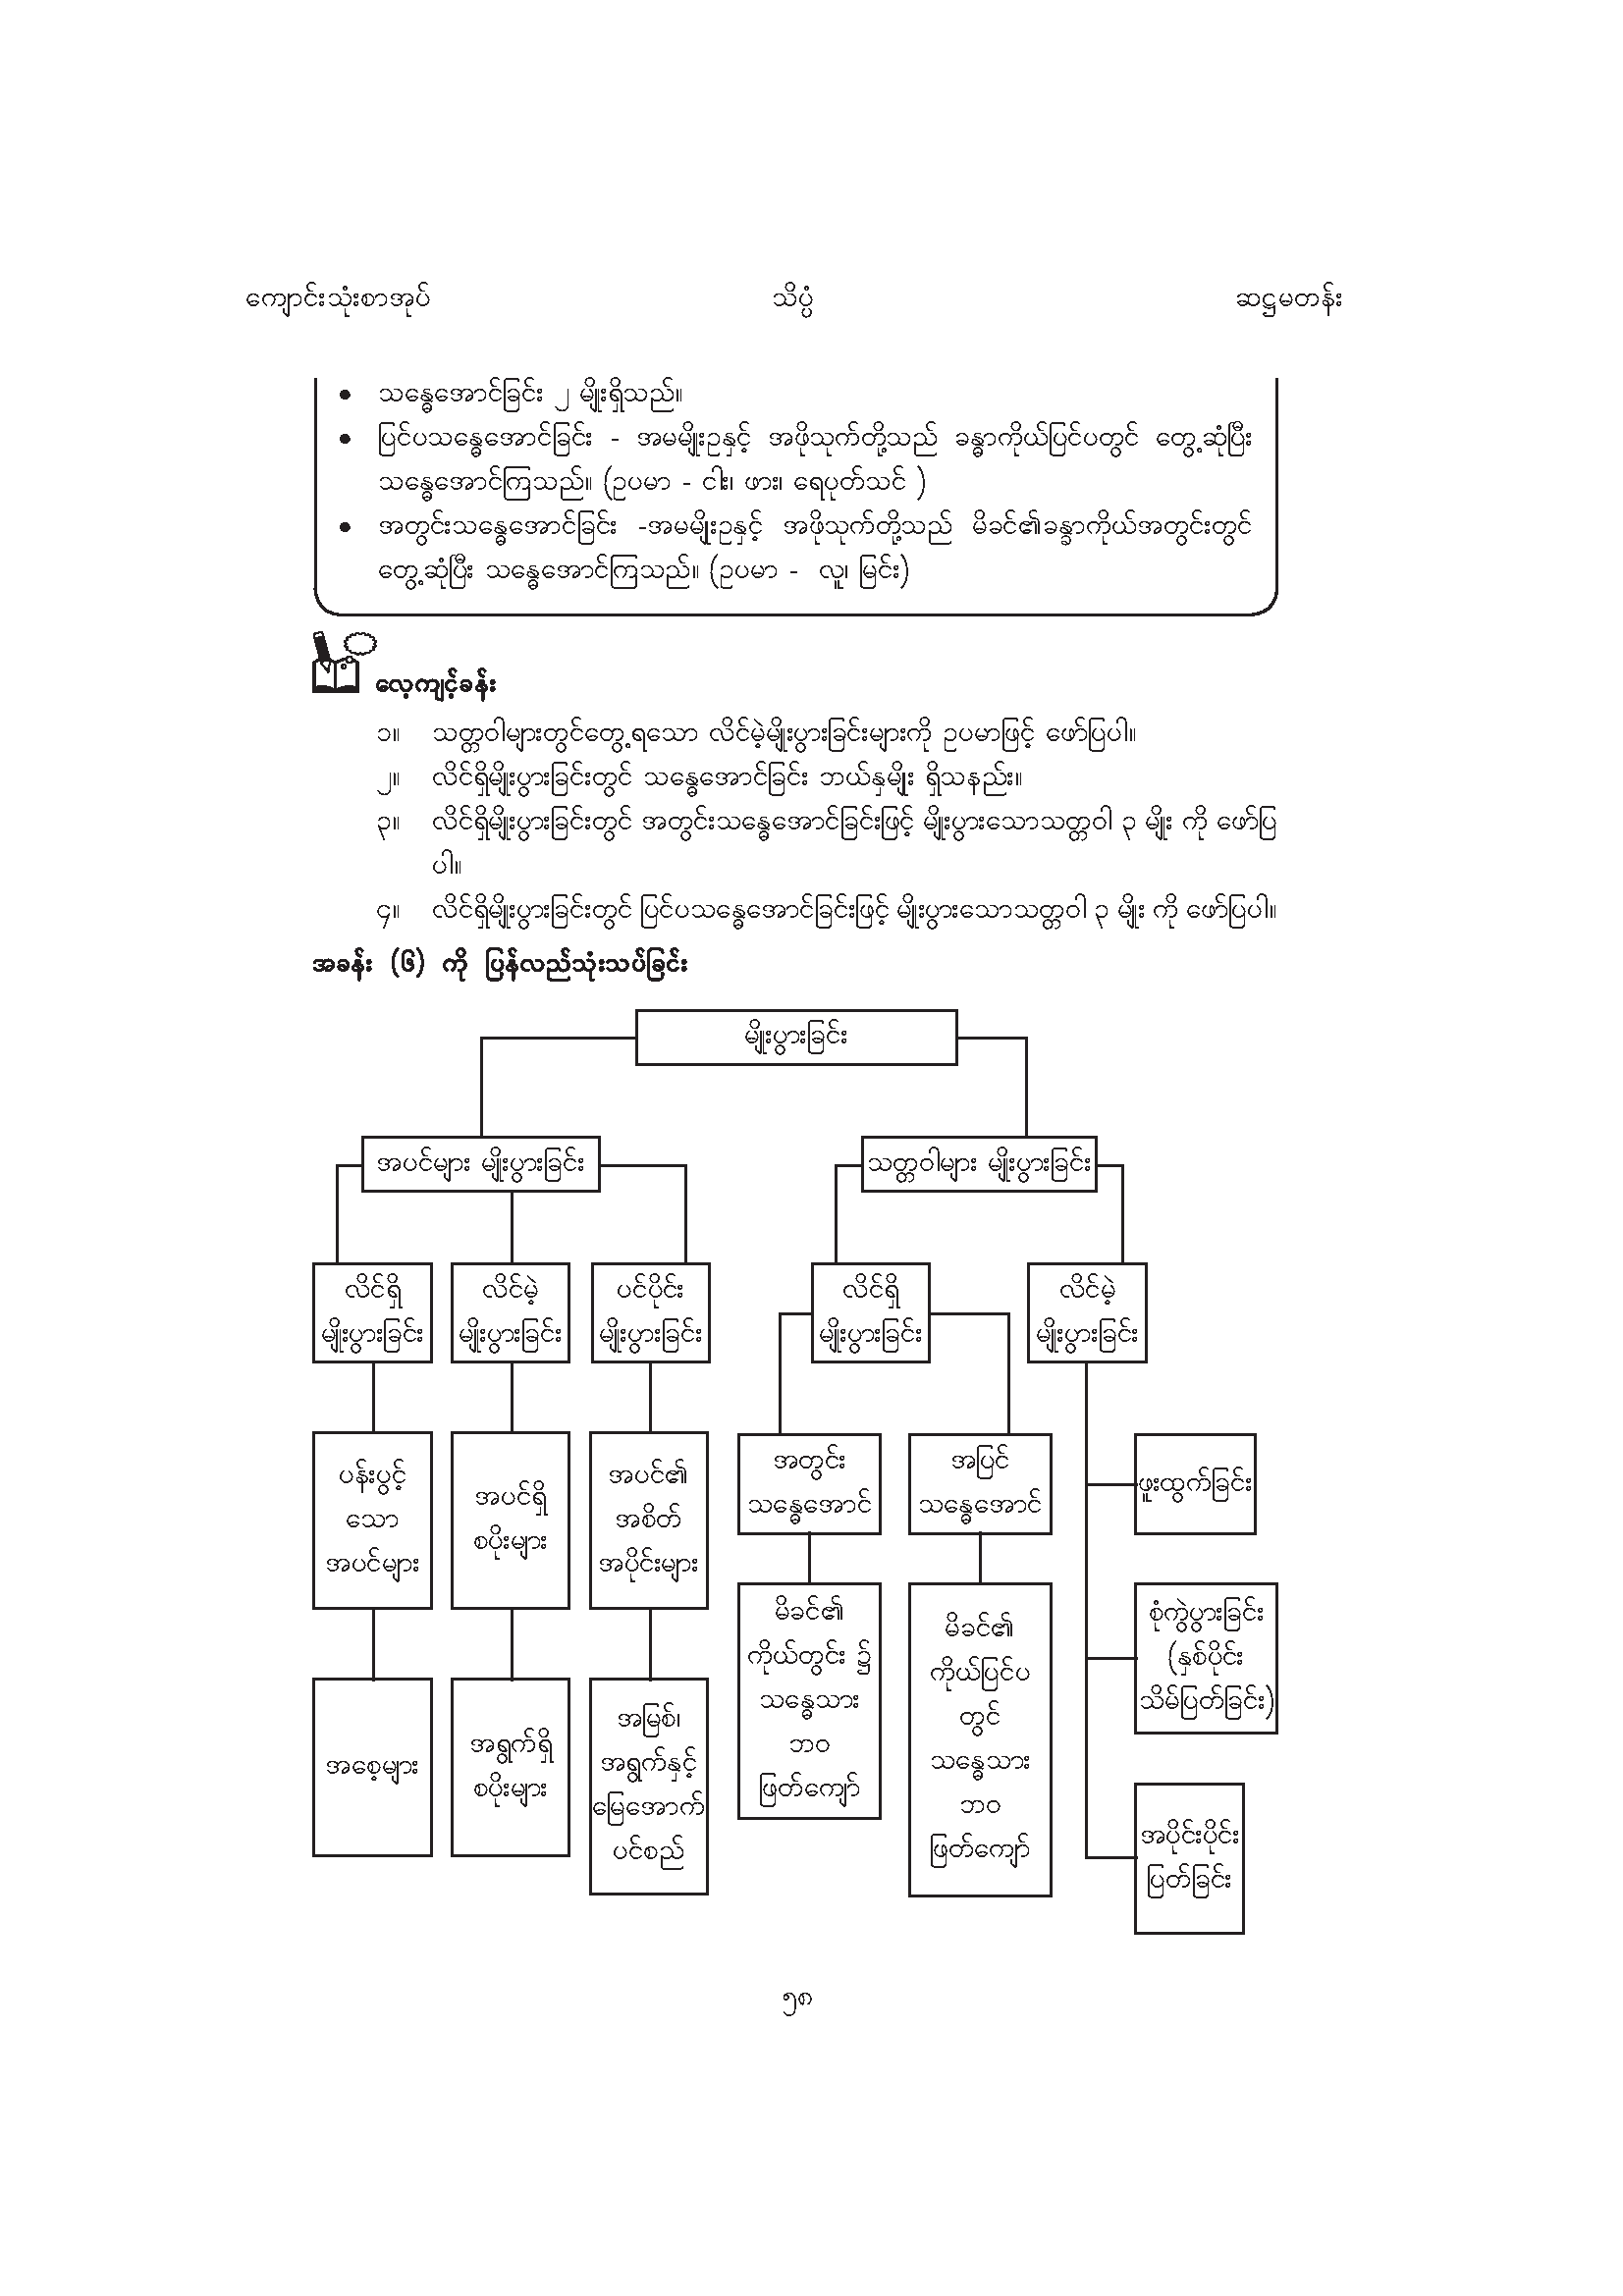 ကျောင်းသုံးစာအုပ် သိပ္ပံ ဆဋ္ဌမတန်း
• သန္ဓေအောင်ခြင်း ၂ မျိုးရှိသည်။
• ပြင်ပသန္ဓေအောင်ခြင်း - အမမျိုးဥနှင့် အဖိုသုက်တို့သည် ခန္ဓာကိုယ်ပြင်ပတွင် တွေ့ဆုံပြီး
သန္ဓေအောင်ကြသည်။ (ဥပမာ - ငါး၊ ဖား၊ ရေပုတ်သင် )
• အတွင်းသန္ဓေအောင်ခြင်း -အမမျိုးဥနှင့် အဖိုသုက်တို့သည် မိခင်၏ခန္ဓာကိုယ်အတွင်းတွင်
တွေ့ဆုံပြီး သန္ဓေအောင်ကြသည်။ (ဥပမာ - လူ၊ မြင်း)
လေ့ကျင့်ခန်း
၁။ သတ္တဝါများတွင်တွေ့ရသော လိင်မဲ့မျိုးပွားခြင်းများကို ဥပမာဖြင့် ဖော်ပြပါ။
၂။ လိင်ရှိမျိုးပွားခြင်းတွင် သန္ဓေအောင်ခြင်း ဘယ်နှမျိုး ရှိသနည်း။
၃။ လိင်ရှိမျိုးပွားခြင်းတွင် အတွင်းသန္ဓေအောင်ခြင်းဖြင့် မျိုးပွားသောသတ္တဝါ ၃ မျိုး ကို ဖော်ပြ
ပါ။
၄။ လိင်ရှိမျိုးပွားခြင်းတွင် ပြင်ပသန္ဓေအောင်ခြင်းဖြင့် မျိုးပွားသောသတ္တဝါ ၃ မျိုး ကို ဖော်ပြပါ။
အခန်း (၆) ကို ပြန်လည်သုံးသပ်ခြင်း
မျိုးပွားခြင်း
အပင်များ မျိုးပွားခြင်း
သတ္တဝါများ မျိုးပွားခြင်း
လိင်ရှိ
မျိုးပွားခြင်း
လိင်မဲ့
မျိုးပွားခြင်း
ပင်ပိုင်း
မျိုးပွားခြင်း
လိင်ရှိ
မျိုးပွားခြင်း
လိင်မဲ့
မျိုးပွားခြင်း
ပန်းပွင့်
သော
အပင်များ
အပင်ရှိ
စပိုးများ
အပင်၏
အစိတ်
အပိုင်းများ
အတွင်း
သန္ဓေအောင်
အပြင်
သန္ဓေအောင်
ဖူးထွက်ခြင်း
အစေ့များ
အရွက်ရှိ
စပိုးများ
အမြစ်၊
အရွက်နှင့်
မြေအောက်
ပင်စည်
မိခင်၏
ကိုယ်တွင်း ၌
သန္ဓေသား
ဘဝ
ဖြတ်ကျော်
မိခင်၏
ကိုယ်ပြင်ပ
တွင်
သန္ဓေသား
ဘဝ
ဖြတ်ကျော်
စုံကွဲပွားခြင်း
(နှစ်ပိုင်း
သိမ်ပြတ်ခြင်း)
အပိုင်းပိုင်း
ပြတ်ခြင်း
၅၈